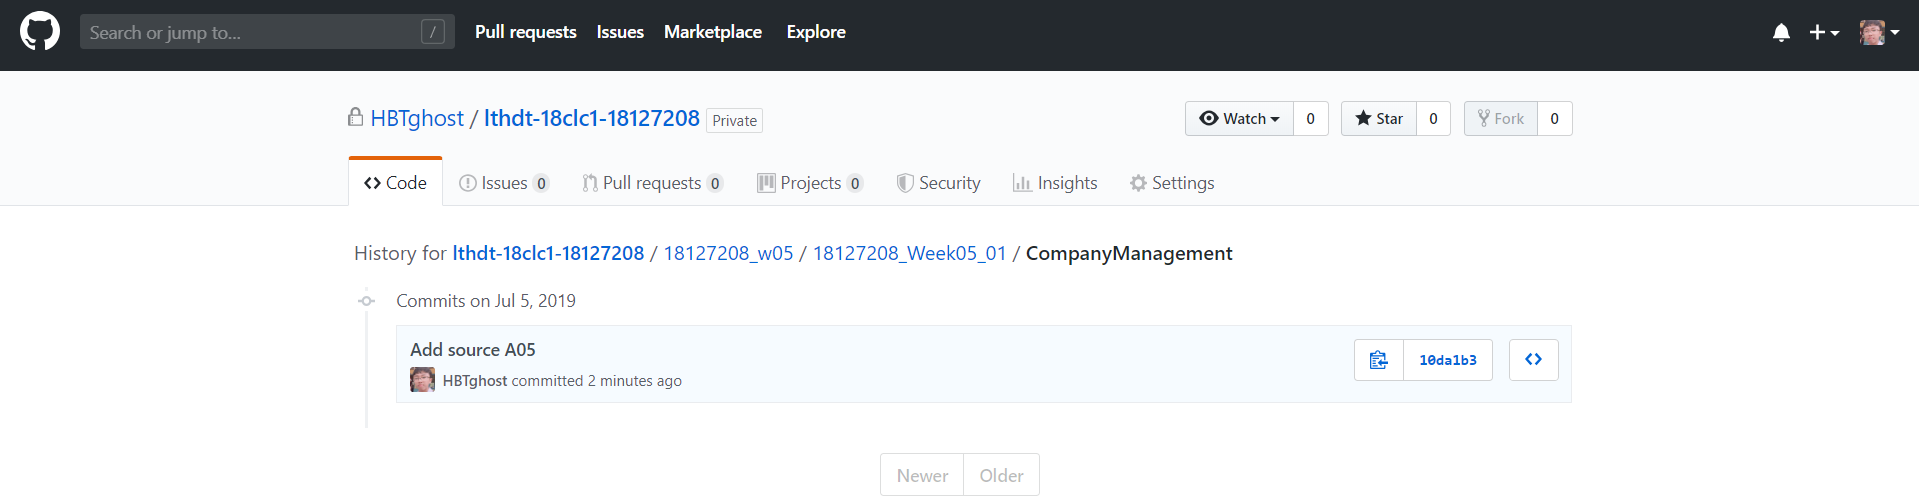 Search or jump to... / Pull requests Issues Marketplace Explore
HBTghost / lthdt-18clc1-18127208 Private Watch 0 Star 0 Fork 0
Code Issues 0 Pull requests 0 Projects 0 Security Insights Settings
History for lthdt-18clc1-18127208 / 18127208_w05 / 18127208_Week05_01 / CompanyManagement
Commits on Jul 5, 2019
Add source A05
HBTghost committed 2 minutes ago
10da1b3
Newer Older